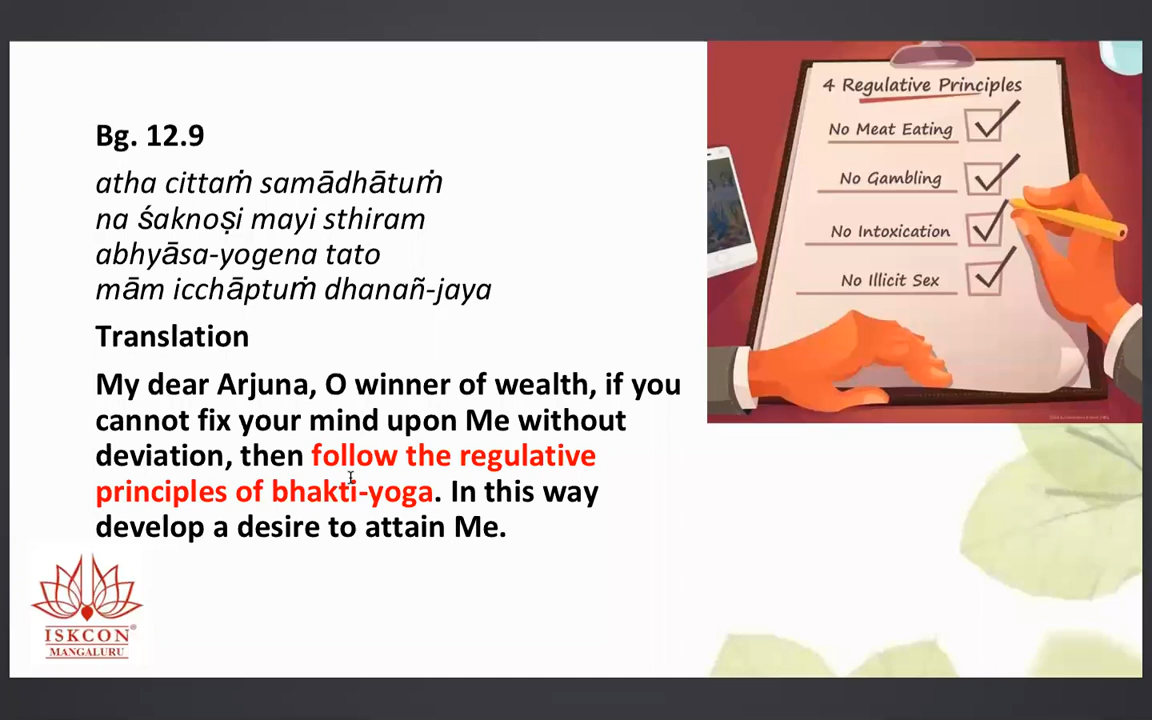 Bg. 12.9
atha cittaṁ samādhātuṁ
na śaknoṣi mayi sthiram
abhyāsa-yogena tato
mām icchāptuṁ dhanañ-jaya
Translation
My dear Arjuna, O winner of wealth, if you
cannot fix your mind upon Me without
deviation, then follow the regulative
principles of bhakti-yoga. In this way
develop a desire to attain Me.
4 Regulative Principles
No Meat Eating
No Gambling
No Intoxication
No Illicit Sex
ISKCON®
MANGALURU